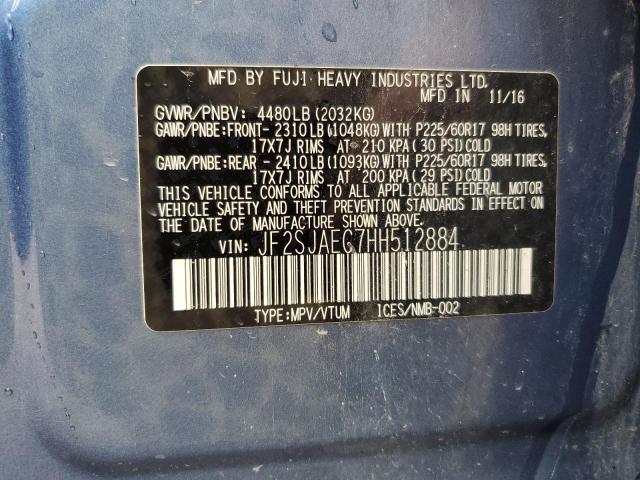 MFD BY FUJI HEAVY INDUSTRIES LTD.
MFD IN 11/16
GVWR/PNBV: 4480LB (2032KG)
GAWR/PNBE:FRONT- 2310LB (1048KG) WITH P225/60R17 98H TIRES,
17X7J RIMS AT 210 KPA (30 PSI) COLD
GAWR/PNBE:REAR - 2410LB (1093KG) WITH P225/60R17 98H TIRES,
17X7J RIMS AT 200 KPA (29 PSI) COLD
THIS VEHICLE CONFORMS TO ALL APPLICABLE FEDERAL MOTOR
VEHICLE SAFETY AND THEFT PREVENTION STANDARDS IN EFFECT ON
THE DATE OF MANUFACTURE SHOWN ABOVE.
VIN: JF2SJAEC7HH512884
TYPE:MPV/VTUM ICES/NMB-002